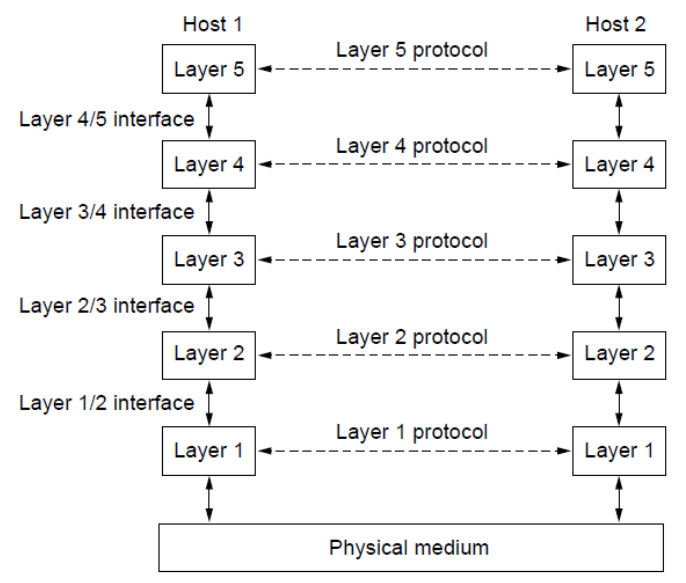 Host 1
Host 2
Layer 5 protocol
Layer 5
Layer 5
Layer 4/5 interface
Layer 4 protocol
Layer 4
Layer 4
Layer 3/4 interface
Layer 3 protocol
Layer 3
Layer 3
Layer 2/3 interface
Layer 2 protocol
Layer 2
Layer 2
Layer 1/2 interface
Layer 1 protocol
Layer 1
Layer 1
Physical medium